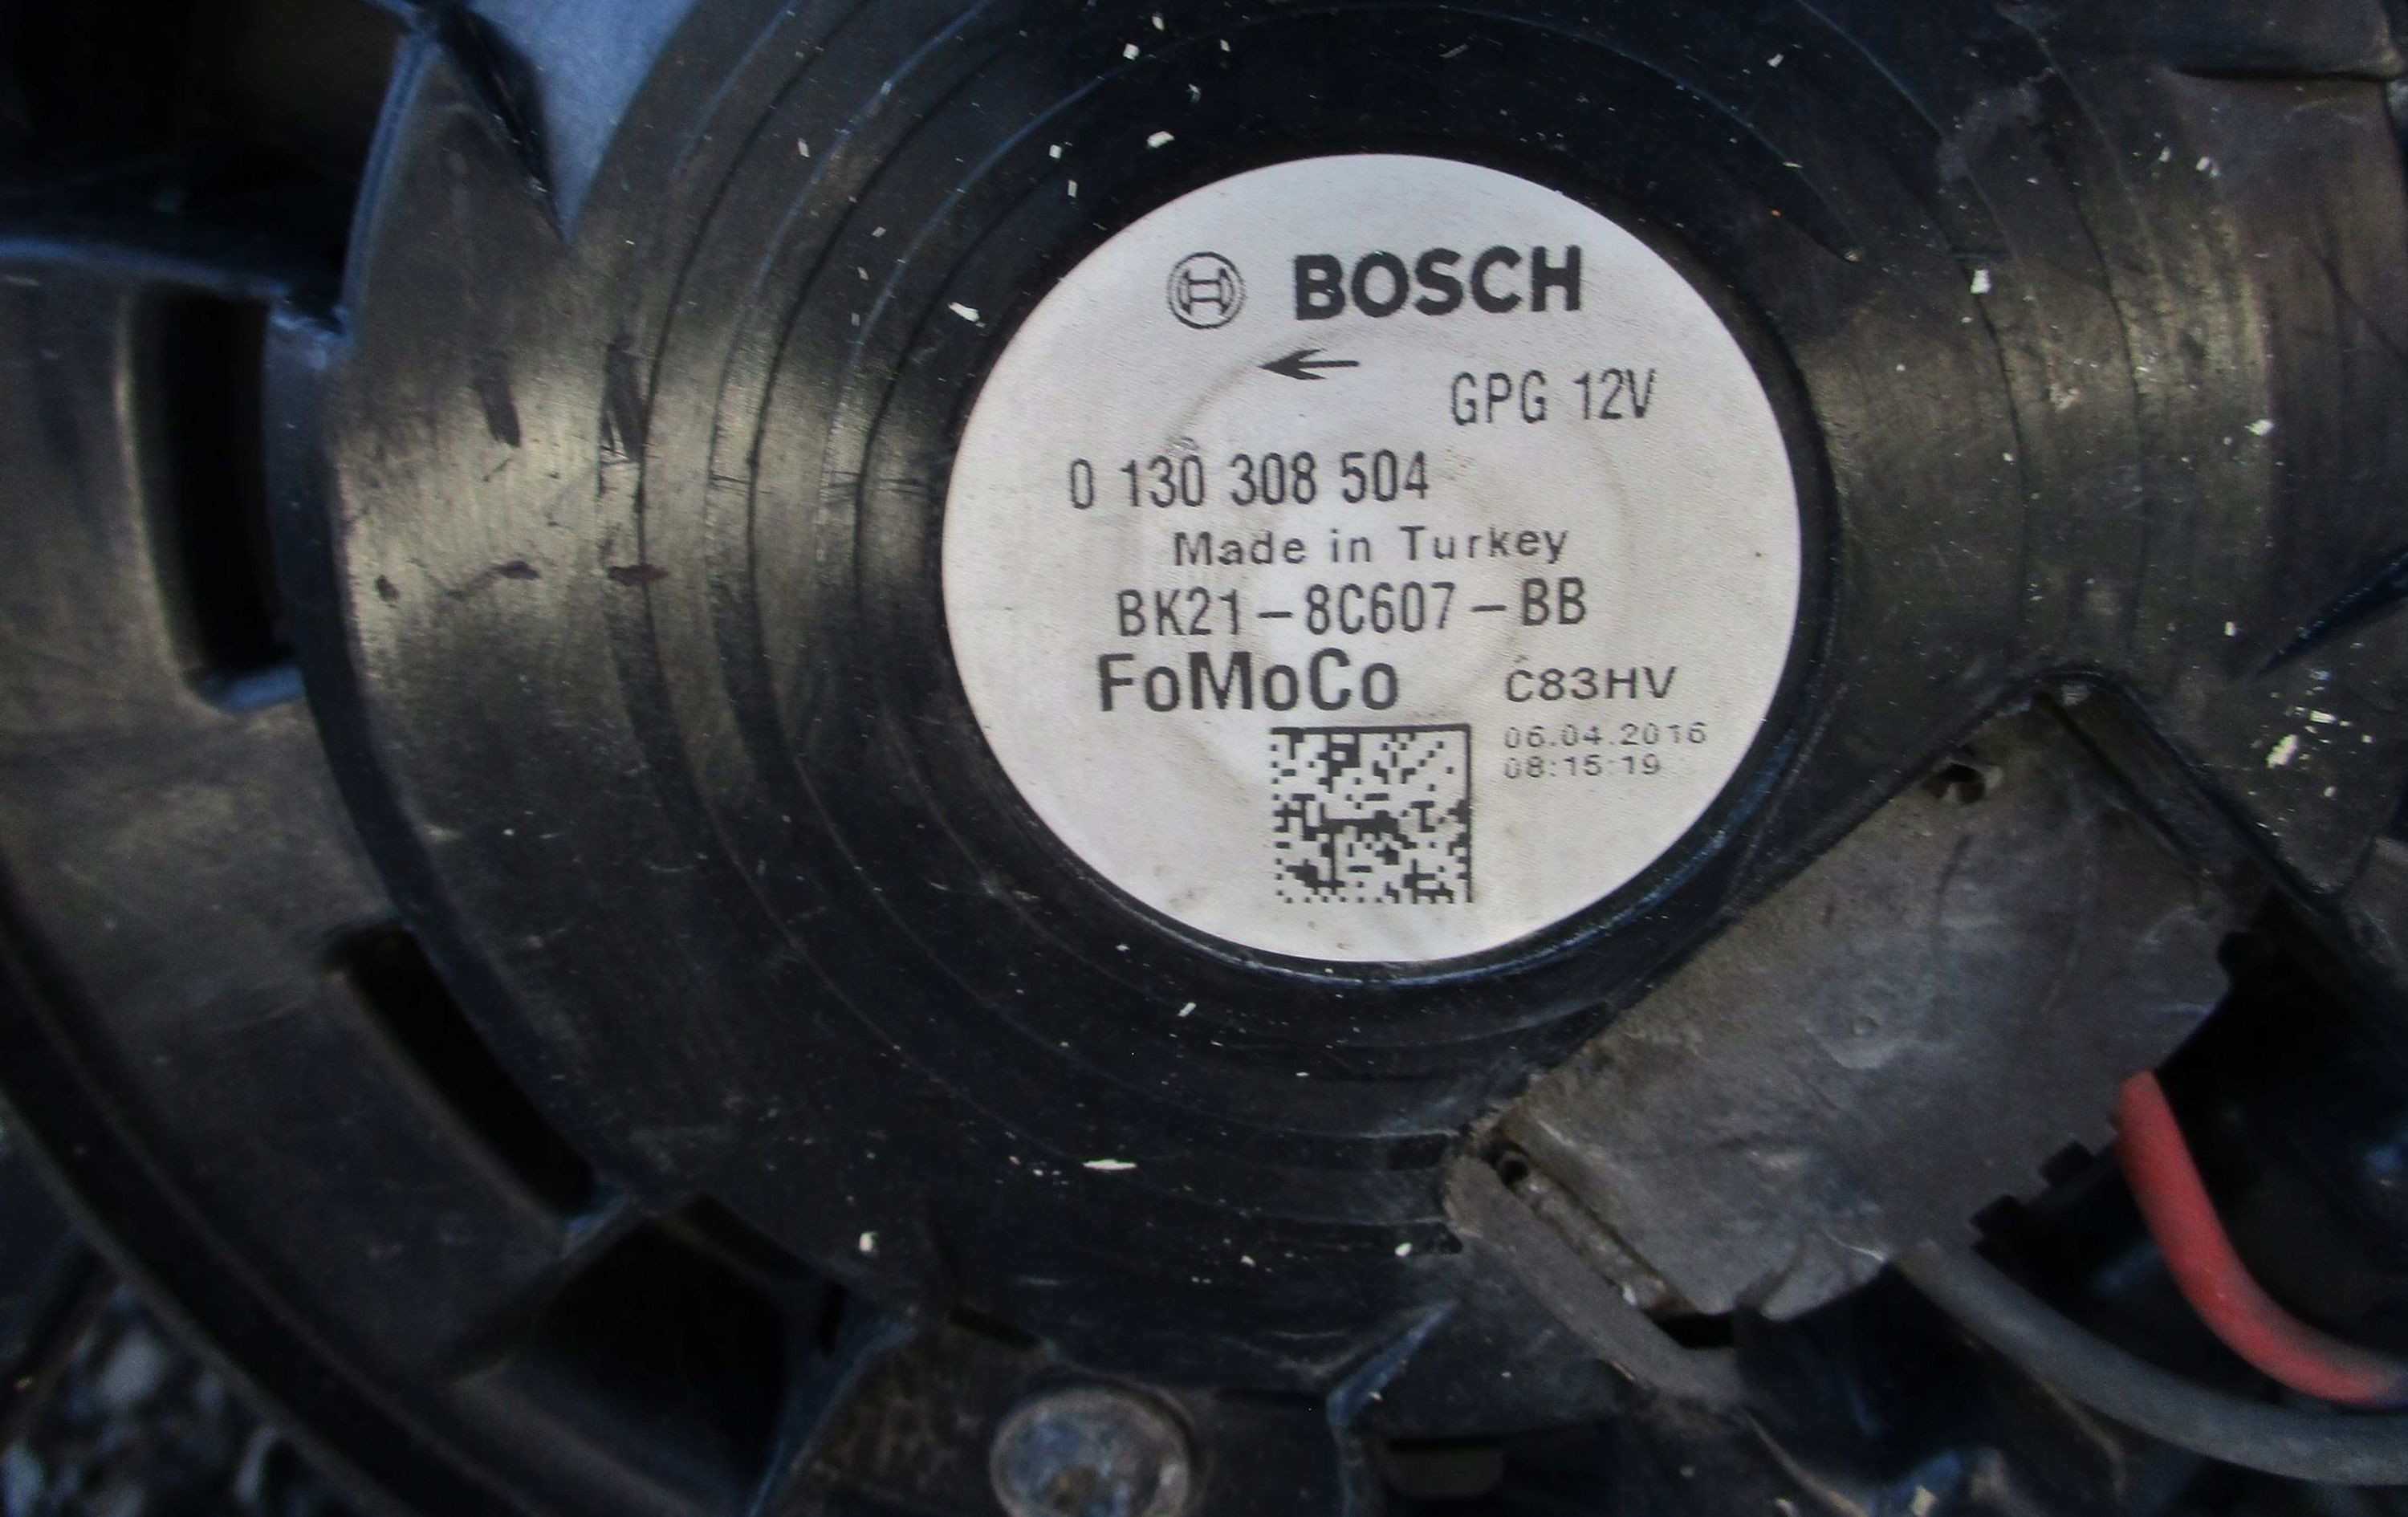 BOSCH
GPG 12V
0 130 308 504
Made in Turkey
BK21-8C607-BB
FoMoCo C83HV
06.04.2016
08:15:19